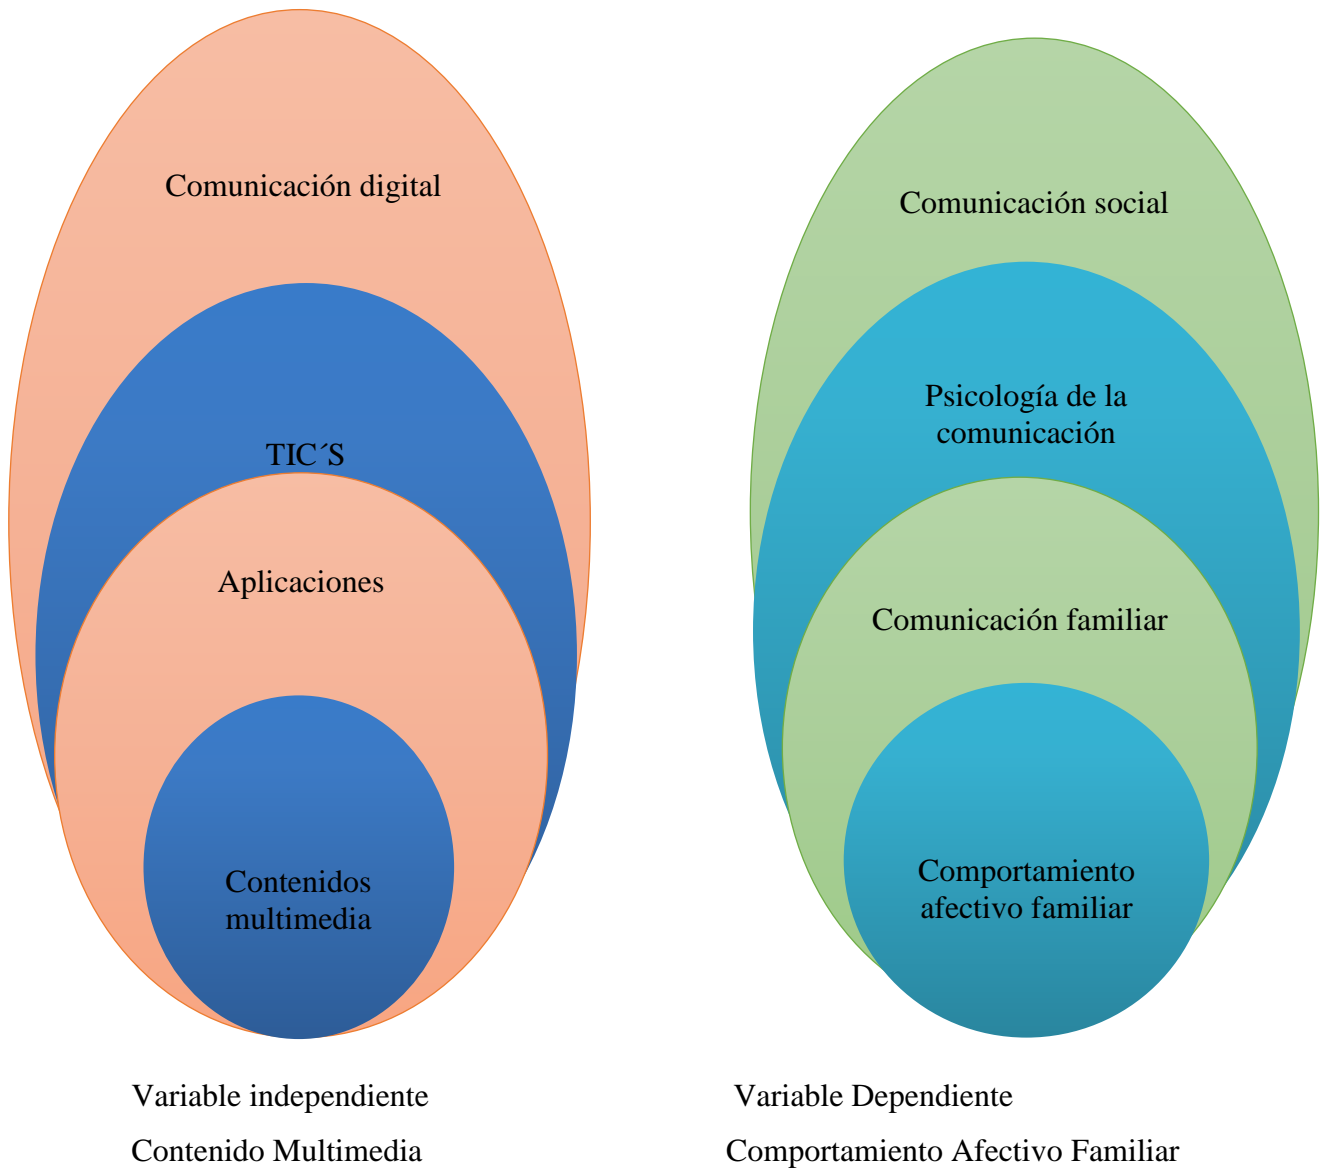 Comunicación digital
TIC´S
Aplicaciones
Contenidos
multimedia
Comunicación social
Psicología de la
comunicación
Comunicación familiar
Comportamiento
afectivo familiar
Variable independiente
Variable Dependiente
Contenido Multimedia
Comportamiento Afectivo Familiar